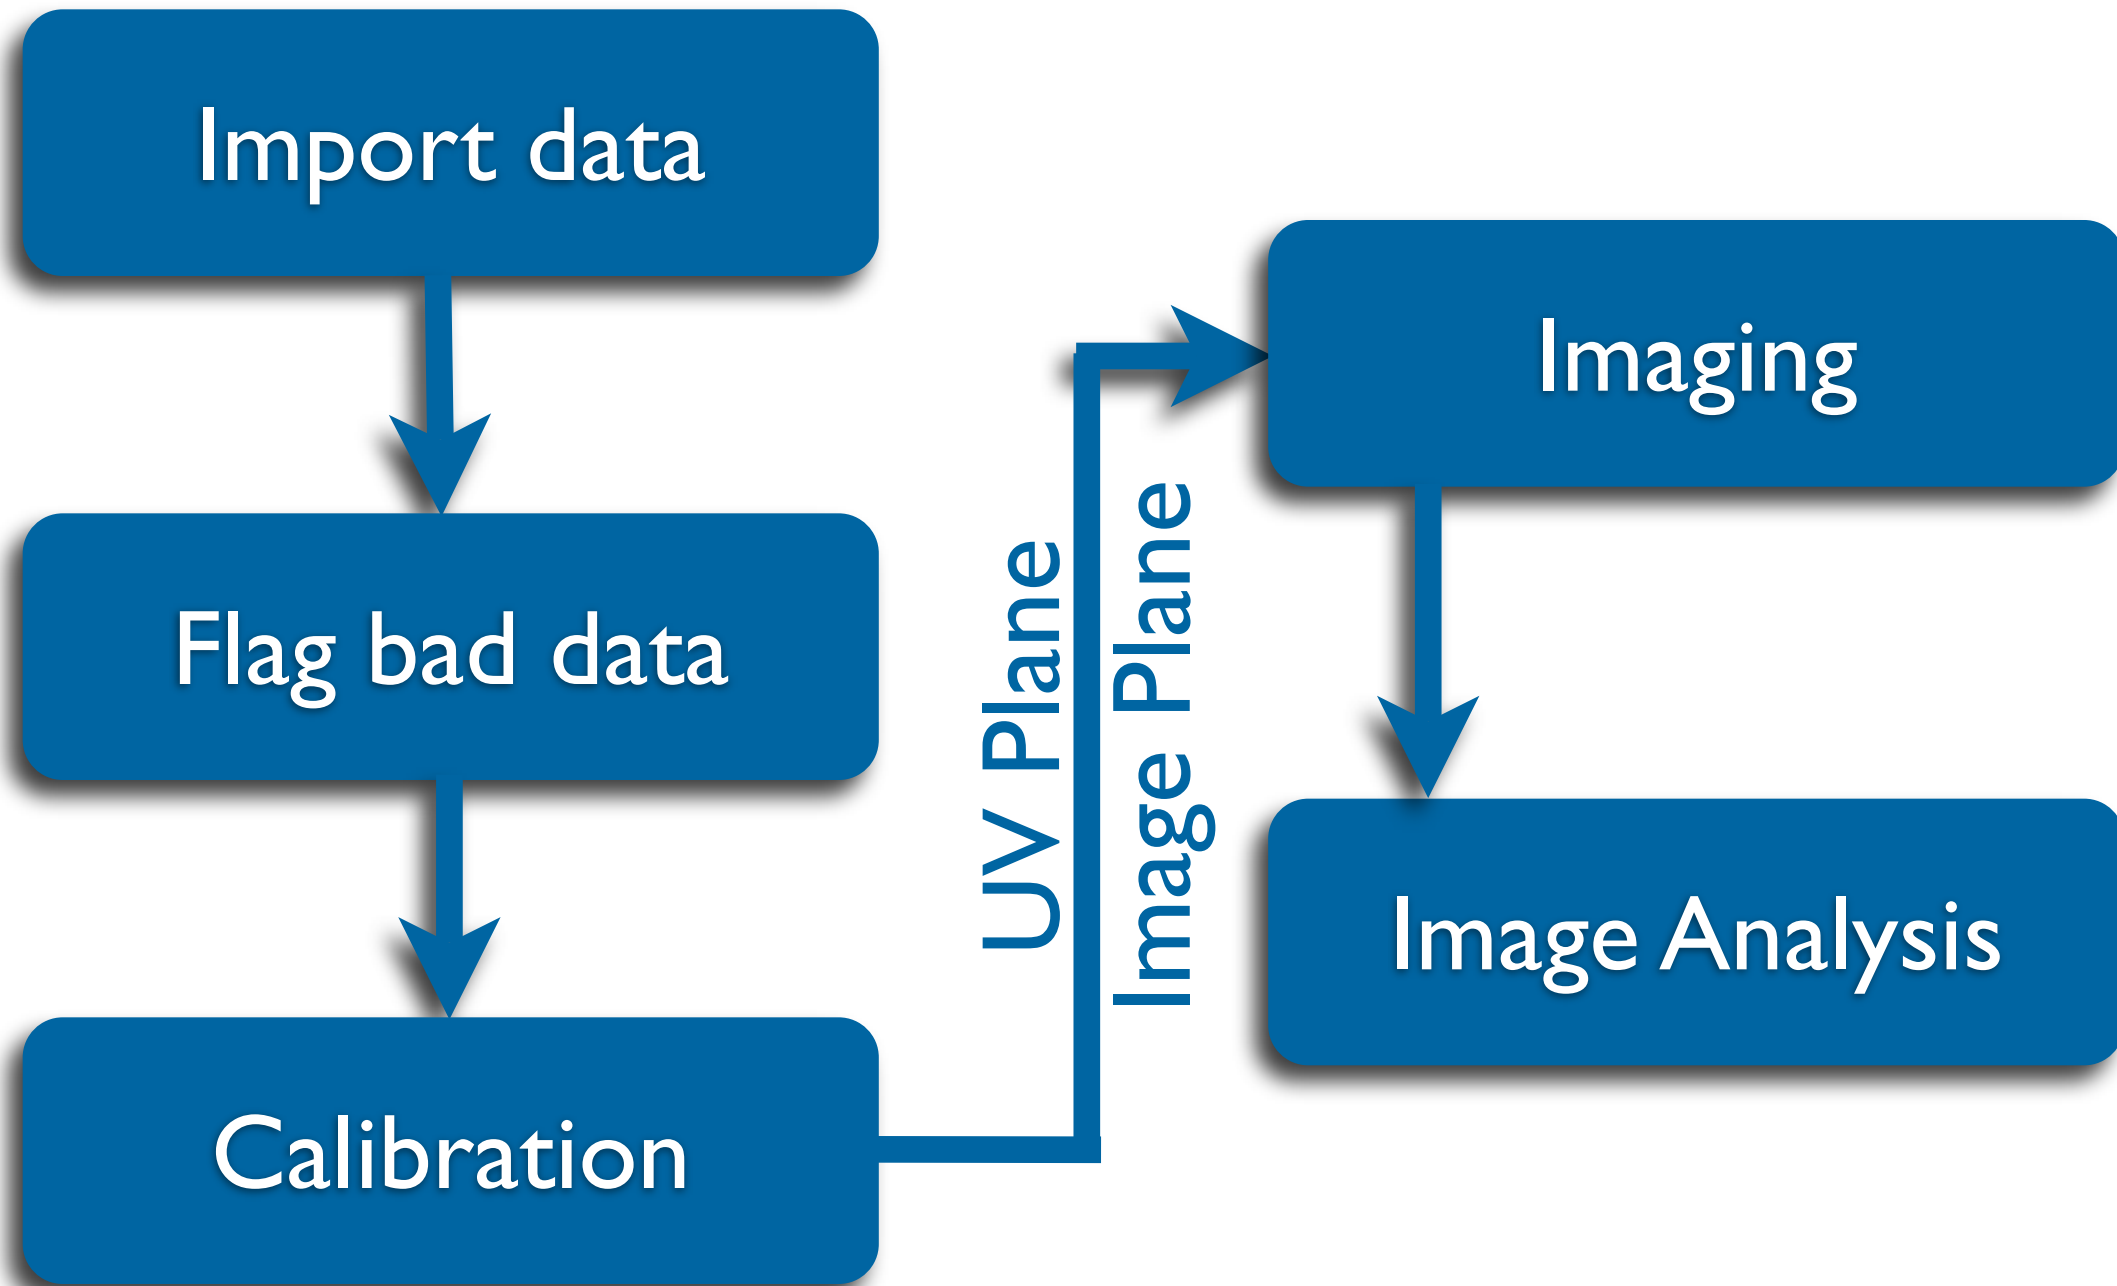 Import data
Flag bad data
Calibration
UV Plane
Image Plane
Imaging
Image Analysis